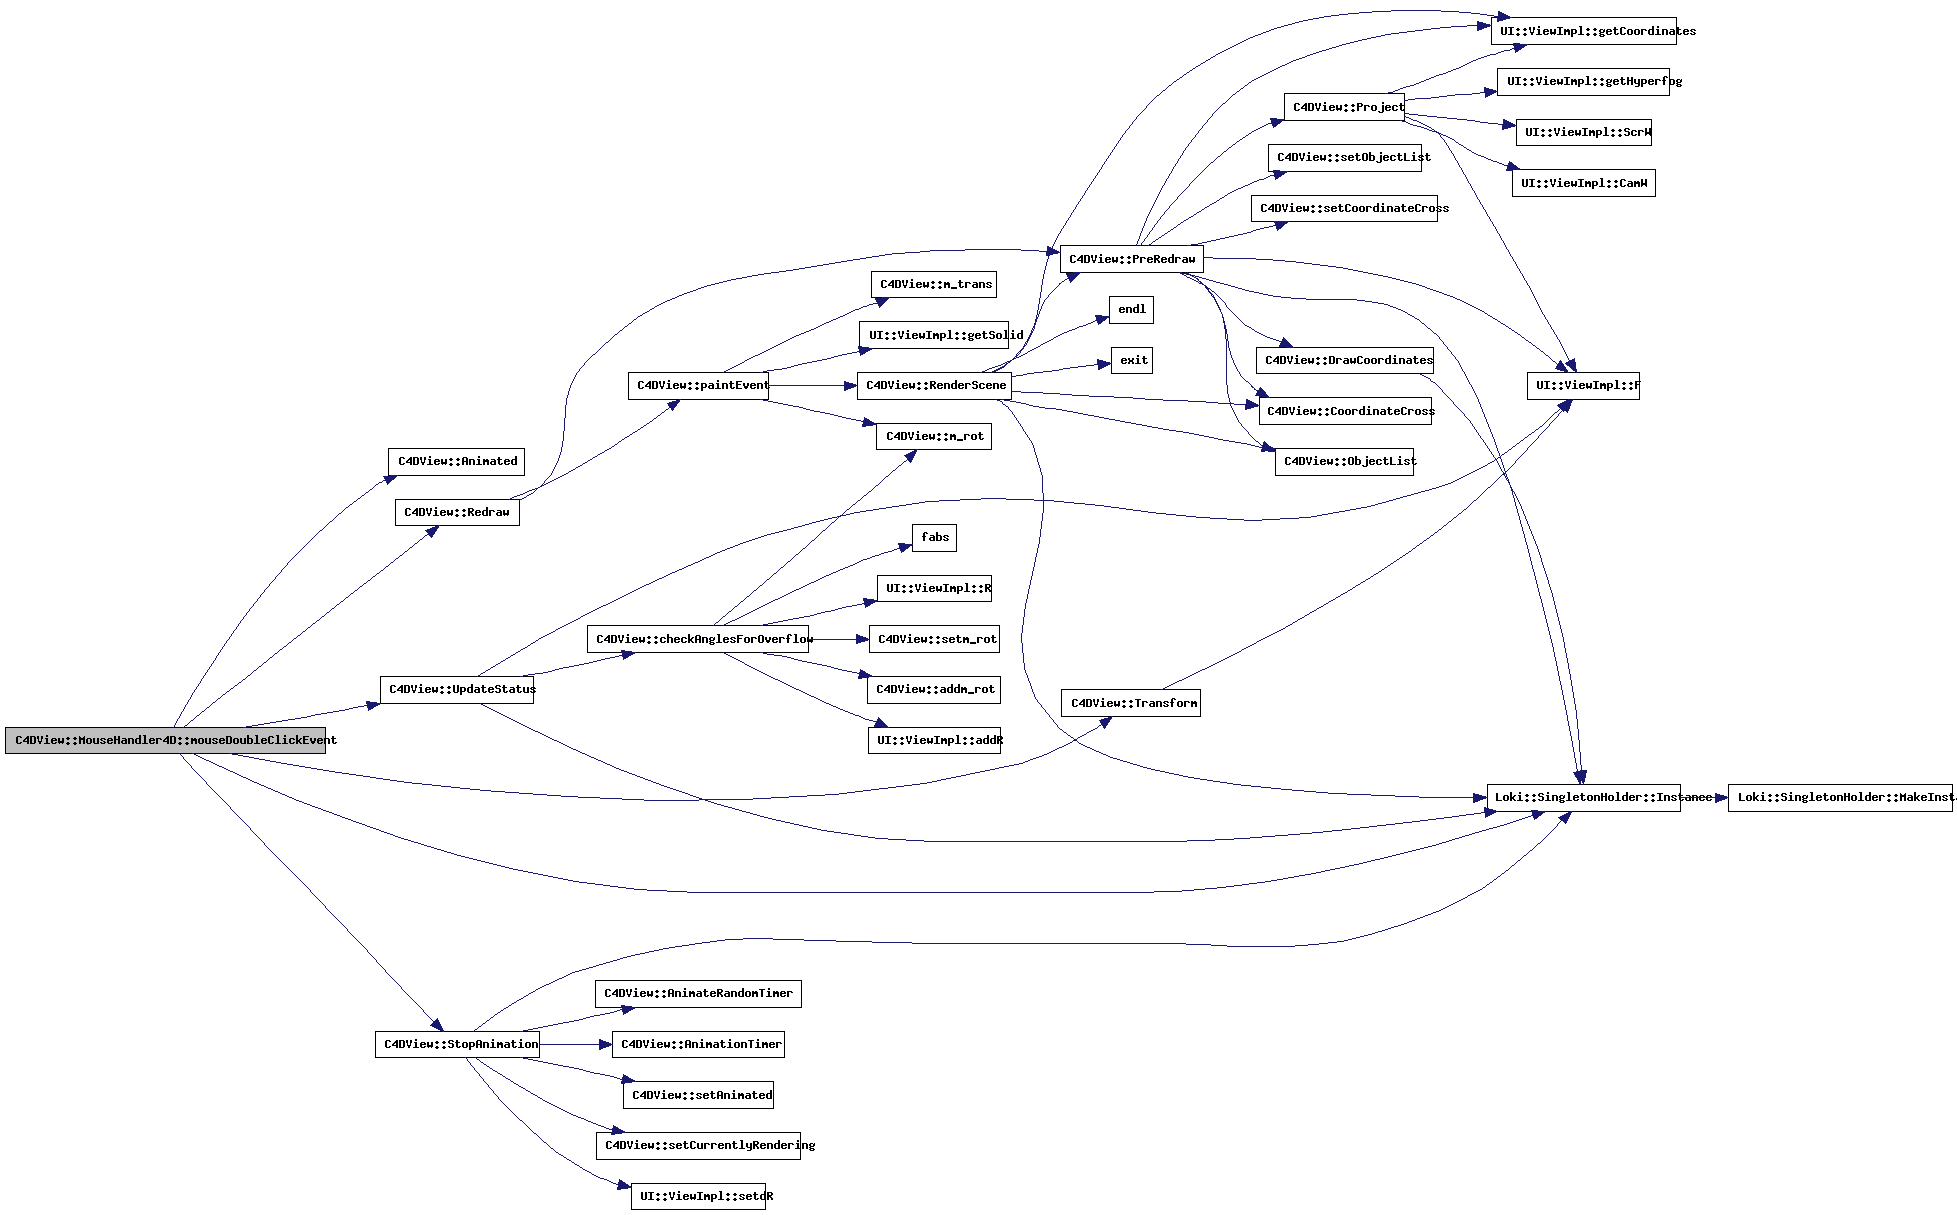 UI::ViewImpl::getCoordinates
UI::ViewImpl::getHyperfog
C4DView::Project
UI::ViewImpl::ScrW
C4DView::setObjectList
UI::ViewImpl::CamW
C4DView::setCoordinateCross
C4DView::PreRedraw
C4DView::m_trans
endl
UI::ViewImpl::getSolid
exit
C4DView::DrawCoordinates
C4DView::paintEvent
C4DView::RenderScene
UI::ViewImpl::F
C4DView::CoordinateCross
C4DView::m_rot
C4DView::Animated
C4DView::ObjectList
C4DView::Redraw
fabs
UI::ViewImpl::R
C4DView::checkAnglesForOverflow
C4DView::setm_rot
C4DView::UpdateStatus
C4DView::addm_rot
C4DView::Transform
C4DView::MouseHandler4D::mouseDoubleClickEvent
UI::ViewImpl::addR
Loki::SingletonHolder::Instance
Loki::SingletonHolder::MakeInst
C4DView::AnimateRandomTimer
C4DView::StopAnimation
C4DView::AnimationTimer
C4DView::setAnimated
C4DView::setCurrentlyRendering
UI::ViewImpl::setdR